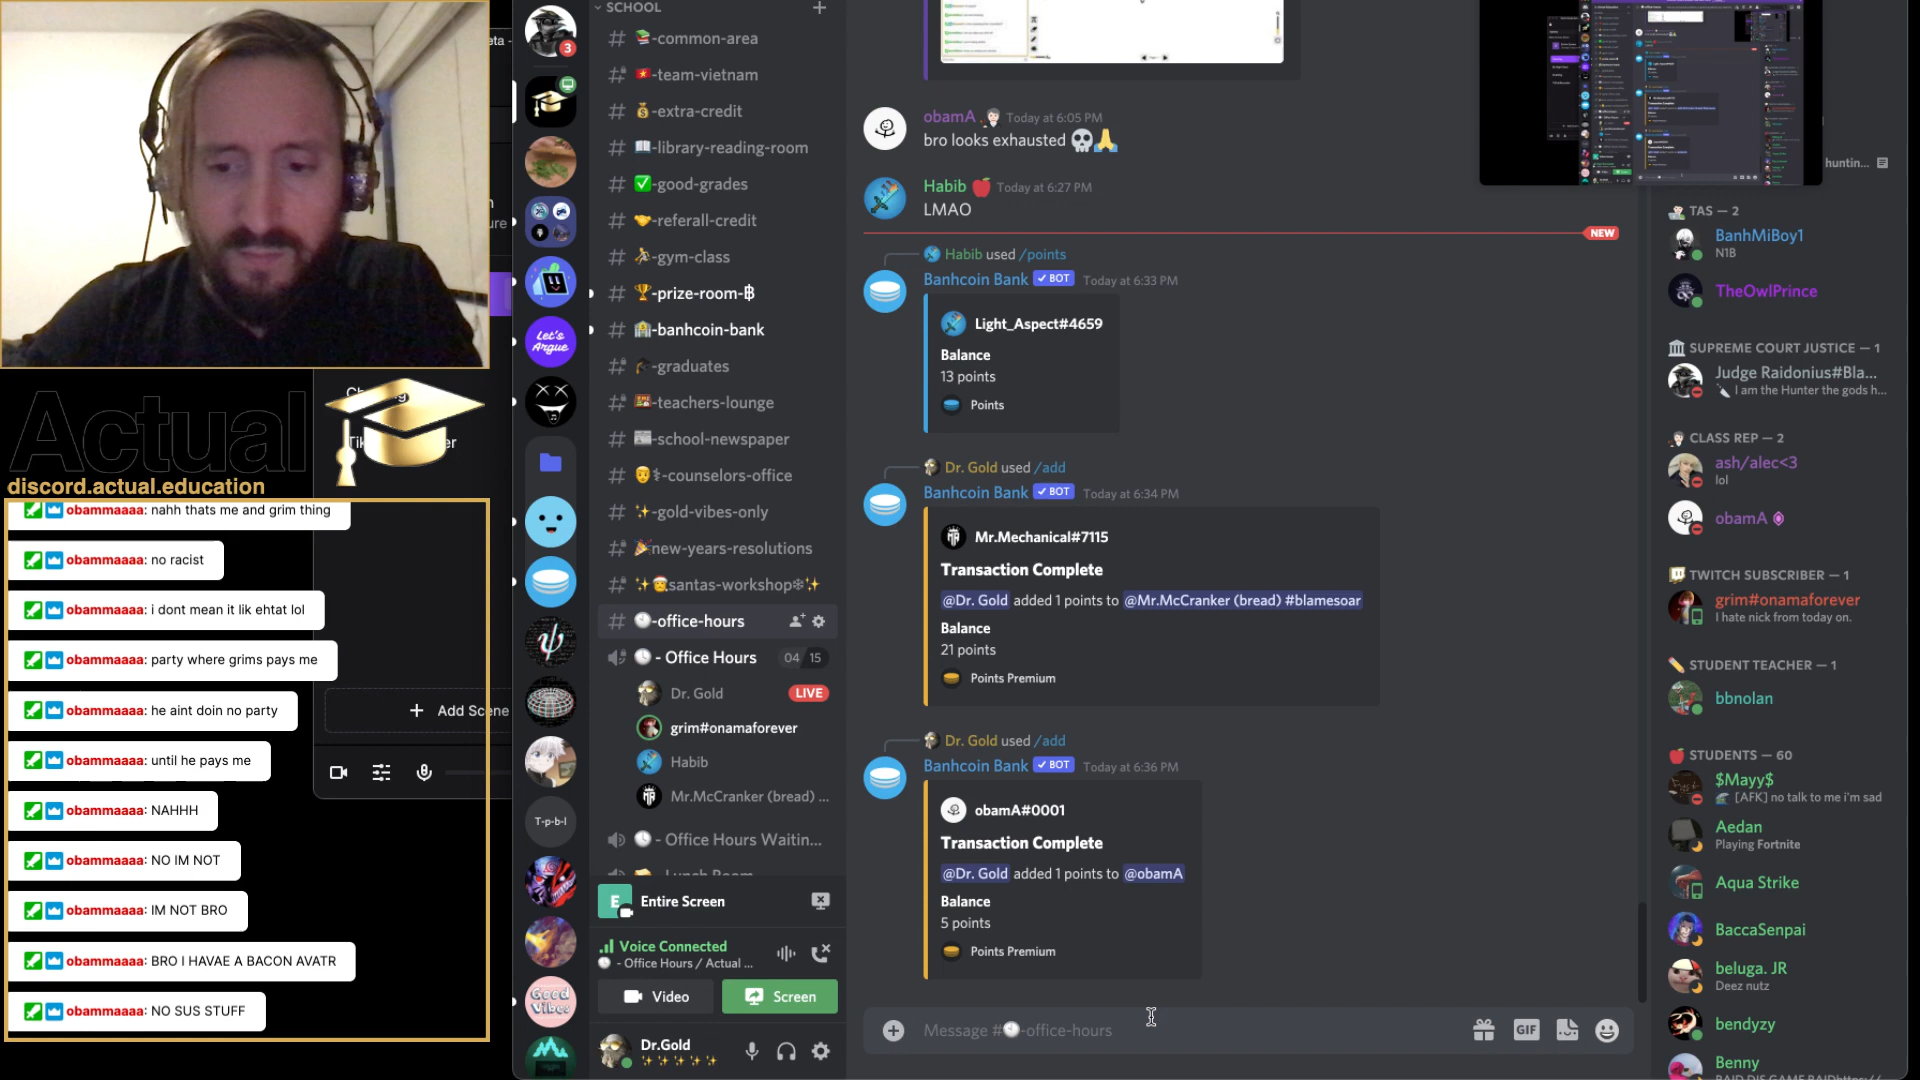 Actual
discord.actual.education
obammaaaa: nahh thats me and grim thing
obammaaaa: no racist
obammaaaa: i dont mean it lik ehtat lol
obammaaaa: party where grims pays me
obammaaaa: he aint doin no party
obammaaaa: until he pays me
obammaaaa: NAHHH
obammaaaa: NO IM NOT
obammaaaa: IM NOT BRO
obammaaaa: BRO I HAVAE A BACON AVATR
obammaaaa: NO SUS STUFF
+ Add Scene
3
Let's Argue
T-p-b-l
Good Vibes
SCHOOL
-common-area
-team-vietnam
-extra-credit
-library-reading-room
-good-grades
-referall-credit
-gym-class
-prize-room-฿
-banhcoin-bank
-graduates
-teachers-lounge
-school-newspaper
-counselors-office
-gold-vibes-only
new-years-resolutions
santas-workshop
-office-hours
- Office Hours 04 15
Dr. Gold LIVE
grim#onamaforever
Habib
Mr.McCranker (bread) ...
- Office Hours Waitin...
E Entire Screen
Voice Connected
- Office Hours / Actual ...
Video Screen
Dr.Gold
obamA Today at 6:05 PM
bro looks exhausted
Habib Today at 6:27 PM
LMAO
NEW
Habib used /points
Banhcoin Bank BOT Today at 6:33 PM
Light_Aspect#4659
Balance
13 points
Points
Dr. Gold used /add
Banhcoin Bank BOT Today at 6:34 PM
Mr.Mechanical#7115
Transaction Complete
@Dr. Gold added 1 points to @Mr.McCranker (bread) #blamesoar
Balance
21 points
Points Premium
Dr. Gold used /add
Banhcoin Bank BOT Today at 6:36 PM
obamA#0001
Transaction Complete
@Dr. Gold added 1 points to @obamA
Balance
5 points
Points Premium
Message #-office-hours
GIF
huntin...
TAS — 2
BanhMiBoy1
N1B
TheOwlPrince
SUPREME COURT JUSTICE — 1
Judge Raidonius#Bla...
I am the Hunter the gods h...
CLASS REP — 2
ash/alec<3
lol
obamA
TWITCH SUBSCRIBER — 1
grim#onamaforever
I hate nick from today on.
STUDENT TEACHER — 1
bbnolan
STUDENTS — 60
$Mayy$
[AFK] no talk to me i'm sad
Aedan
Playing Fortnite
Aqua Strike
BaccaSenpai
beluga. JR
Deez nutz
bendyzy
Benny